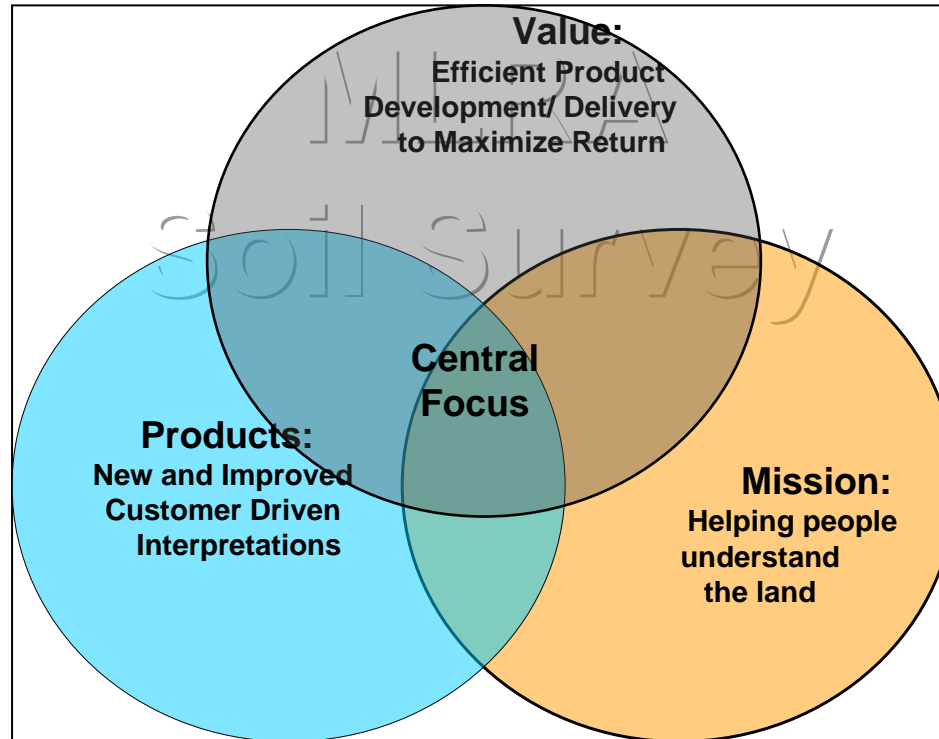 Value:
Efficient Product
Development/ Delivery
to Maximize Return
MLRA
Soil Survey
Central
Focus
Products:
New and Improved
Customer Driven
Interpretations
Mission:
Helping people
understand
the land